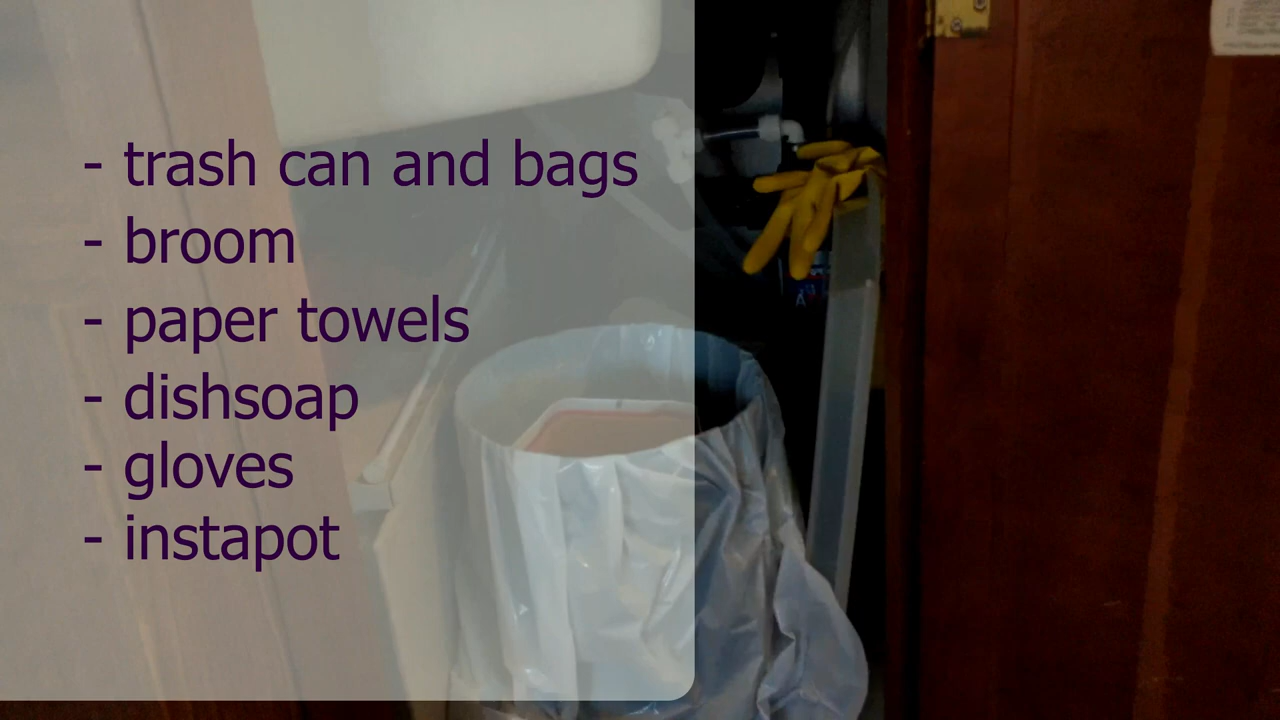 - trash can and bags
- broom
- paper towels
- dishsoap
- gloves
- instapot